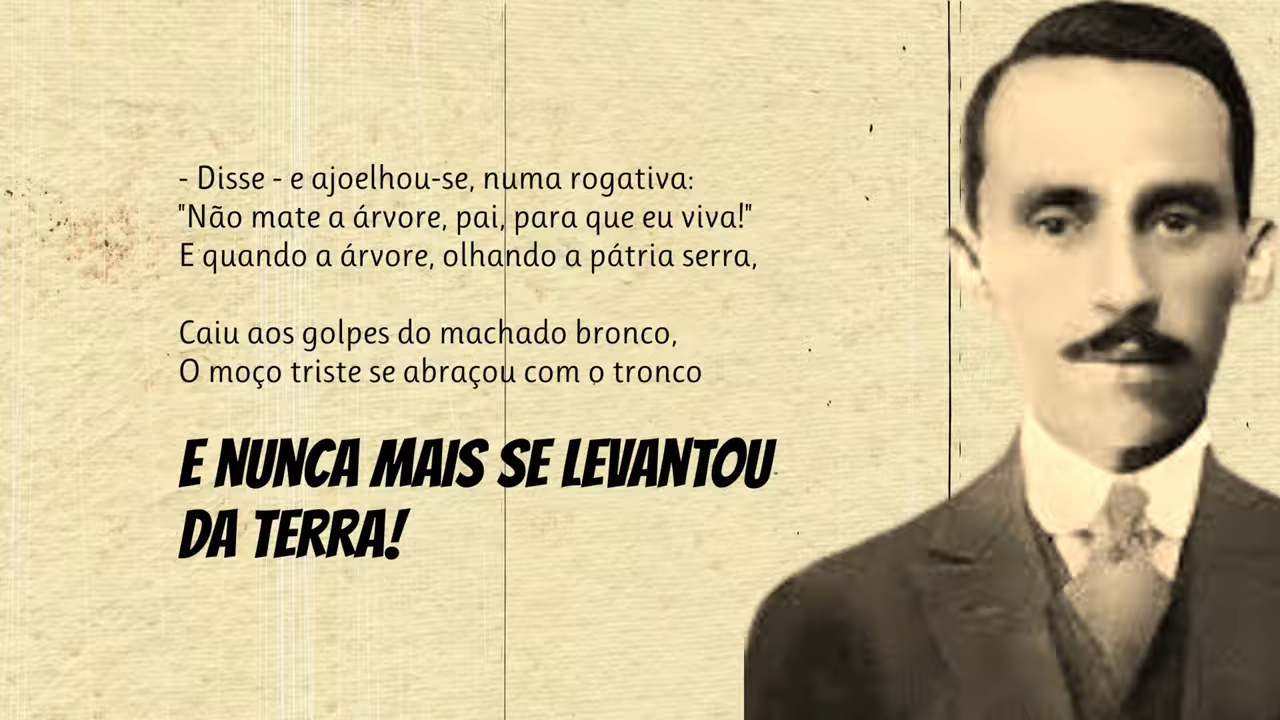 - Disse - e ajoelhou-se, numa rogativa:
"Não mate a árvore, pai, para que eu viva!"
E quando a árvore, olhando a pátria serra,
Caiu aos golpes do machado bronco,
O moço triste se abraçou com o tronco
E NUNCA MAIS SE LEVANTOU
DA TERRA!